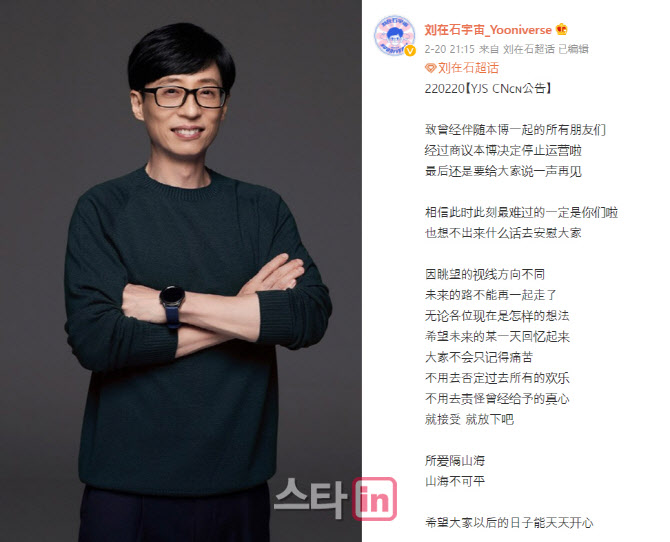 刘在石宇宙_Yooniverse
2-20 21:15 来自 刘在石超话 已编辑
刘在石超话
220220【YJS CNcɴ公告】
致曾经伴随本博一起的所有朋友们
经过商议本博决定停止运营啦
最后还是要给大家说一声再见
相信此时此刻最难过的一定是你们啦
也想不出来什么话去安慰大家
因眺望的视线方向不同
未来的路不能再一起走了
无论各位现在是怎样的想法
希望未来的某一天回忆起来
大家不会只记得痛苦
不用去否定过去所有的欢乐
不用去责怪曾经给予的真心
就接受 就放下吧
所爱隔山海
山海不可平
希望大家以后的日子能天天开心
스타in